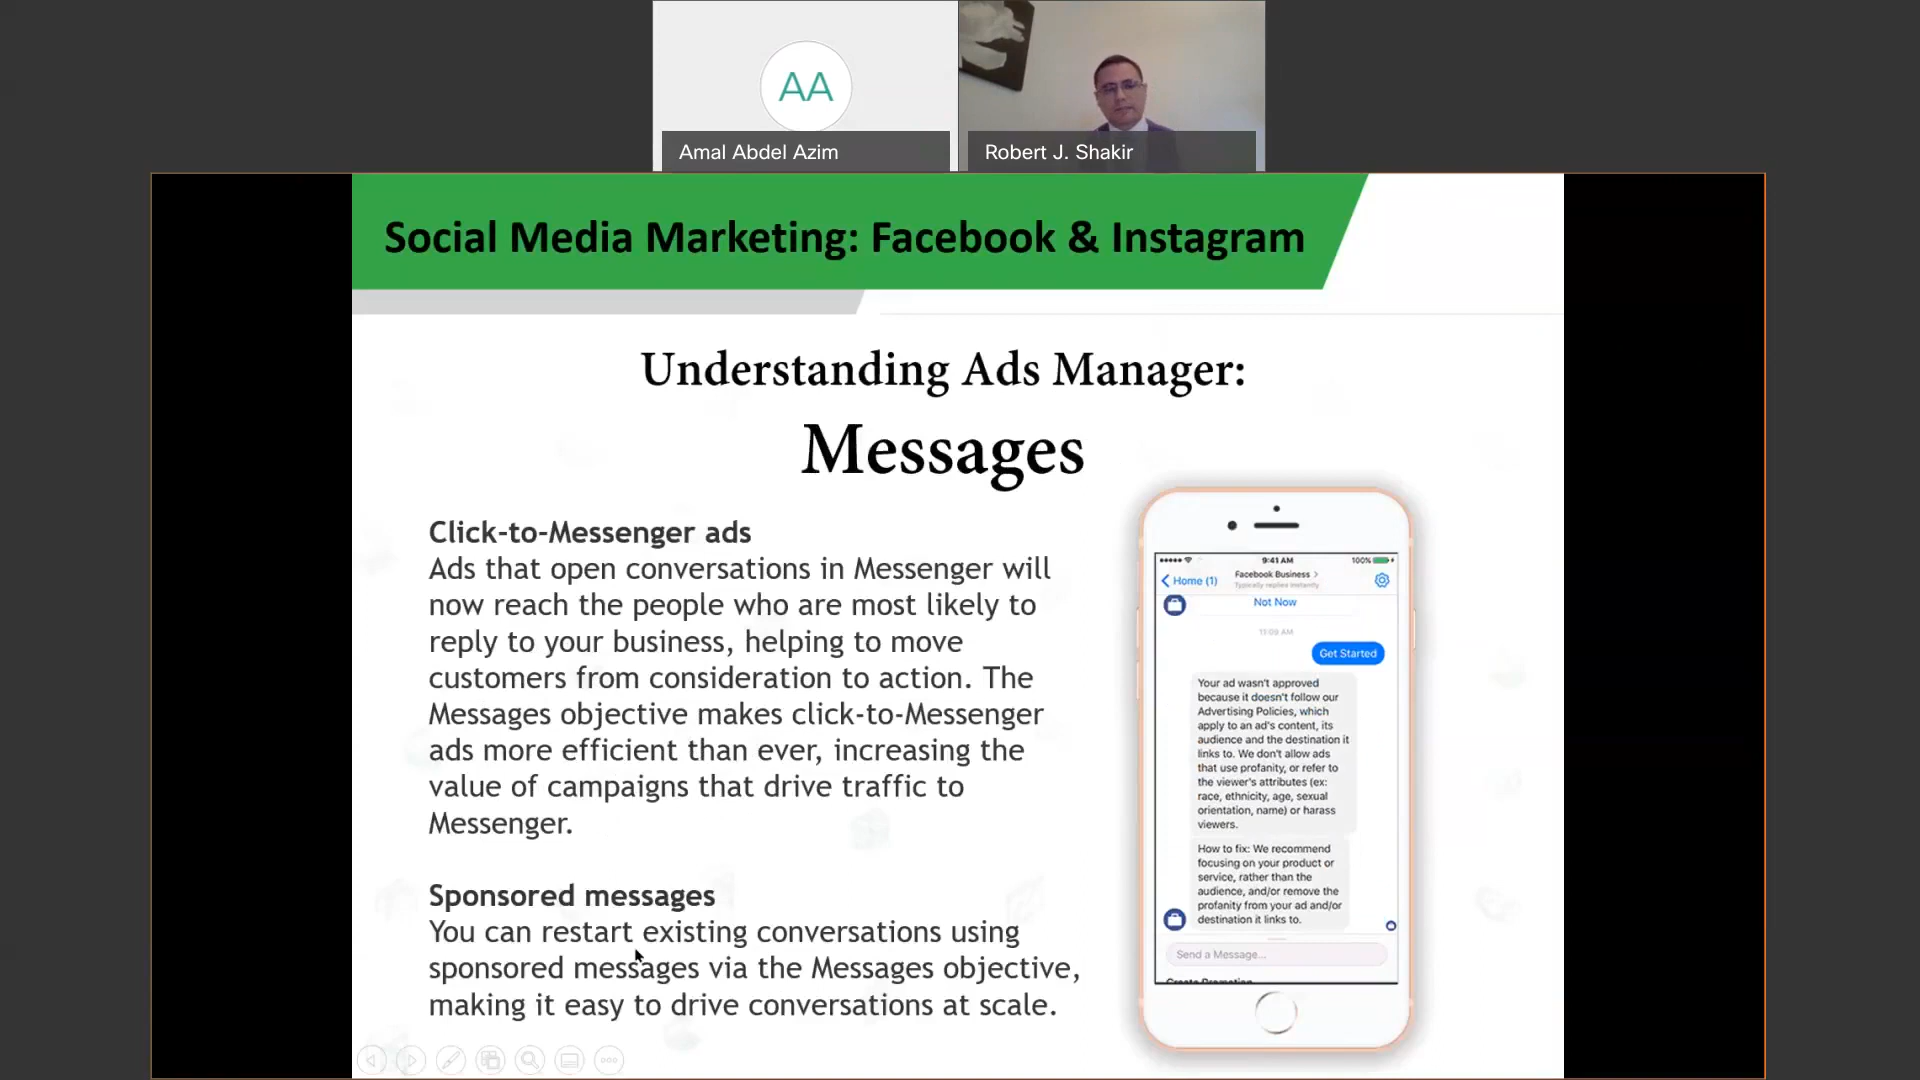 AA
Amal Abdel Azim
Robert J. Shakir
Social Media Marketing: Facebook & Instagram
Understanding Ads Manager:
Messages
Click-to-Messenger ads
Ads that open conversations in Messenger will
now reach the people who are most likely to
reply to your business, helping to move
customers from consideration to action. The
Messages objective makes click-to-Messenger
ads more efficient than ever, increasing the
value of campaigns that drive traffic to
Messenger.
Sponsored messages
You can restart existing conversations using
sponsored messages via the Messages objective,
making it easy to drive conversations at scale.
9:41 AM
100%
Home (1)
Facebook Business
Typically replies instantly
Not Now
11:09 AM
Get Started
Your ad wasn't approved
because it doesn't follow our
Advertising Policies, which
apply to an ad's content, its
audience and the destination it
links to. We don't allow ads
that use profanity, or refer to
the viewer's attributes (ex:
race, ethnicity, age, sexual
orientation, name) or harass
viewers.
How to fix: We recommend
focusing on your product or
service, rather than the
audience, and/or remove the
profanity from your ad and/or
destination it links to.
Send a Message...
Create Promotion